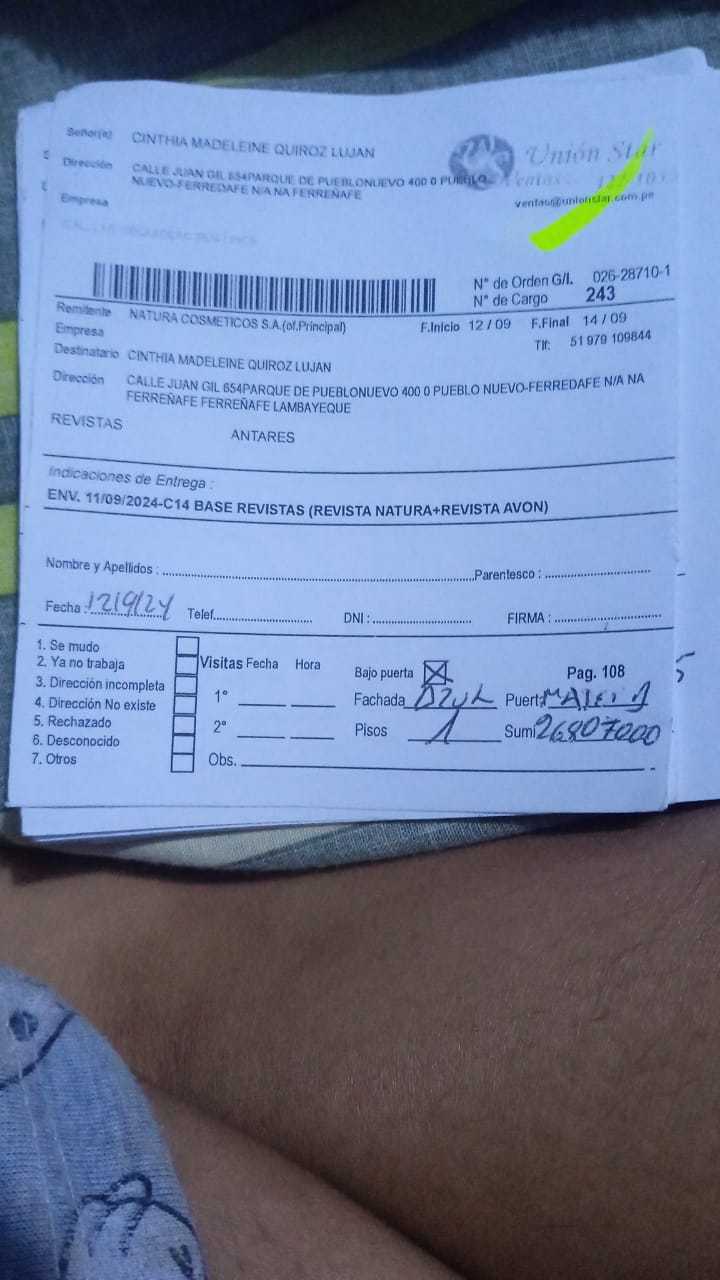 Señor(a) CINTHIA MADELEINE QUIROZ LUJAN
Dirección CALLE JUAN GIL 654PARQUE DE PUEBLONUEVO 400 0 PUEBLO
NUEVO-FERREDAFE N/A NA FERREÑAFE
Empresa
Unión Star
Ventas:
ventas@unionstar.com.pe
N° de Orden G/L. 026-28710-1
N° de Cargo 243
Remitente NATURA COSMETICOS S.A.(of.Principal)
Empresa
F.Inicio 12 / 09 F.Final 14 / 09
Tlf: 51 979 109844
Destinatario CINTHIA MADELEINE QUIROZ LUJAN
Dirección CALLE JUAN GIL 654PARQUE DE PUEBLONUEVO 400 0 PUEBLO NUEVO-FERREDAFE N/A NA
FERREÑAFE FERREÑAFE LAMBAYEQUE
REVISTAS ANTARES
Indicaciones de Entrega :
ENV. 11/09/2024-C14 BASE REVISTAS (REVISTA NATURA+REVISTA AVON)
Nombre y Apellidos : Parentesco :
Fecha : 12/9/24 Telef. DNI : FIRMA :
1. Se mudo
2. Ya no trabaja
3. Dirección incompleta
4. Dirección No existe
5. Rechazado
6. Desconocido
7. Otros
Visitas Fecha Hora
1°
2°
Obs.
Bajo puerta Pag. 108
Fachada Puert
Pisos 1 Sumi 26807000
5